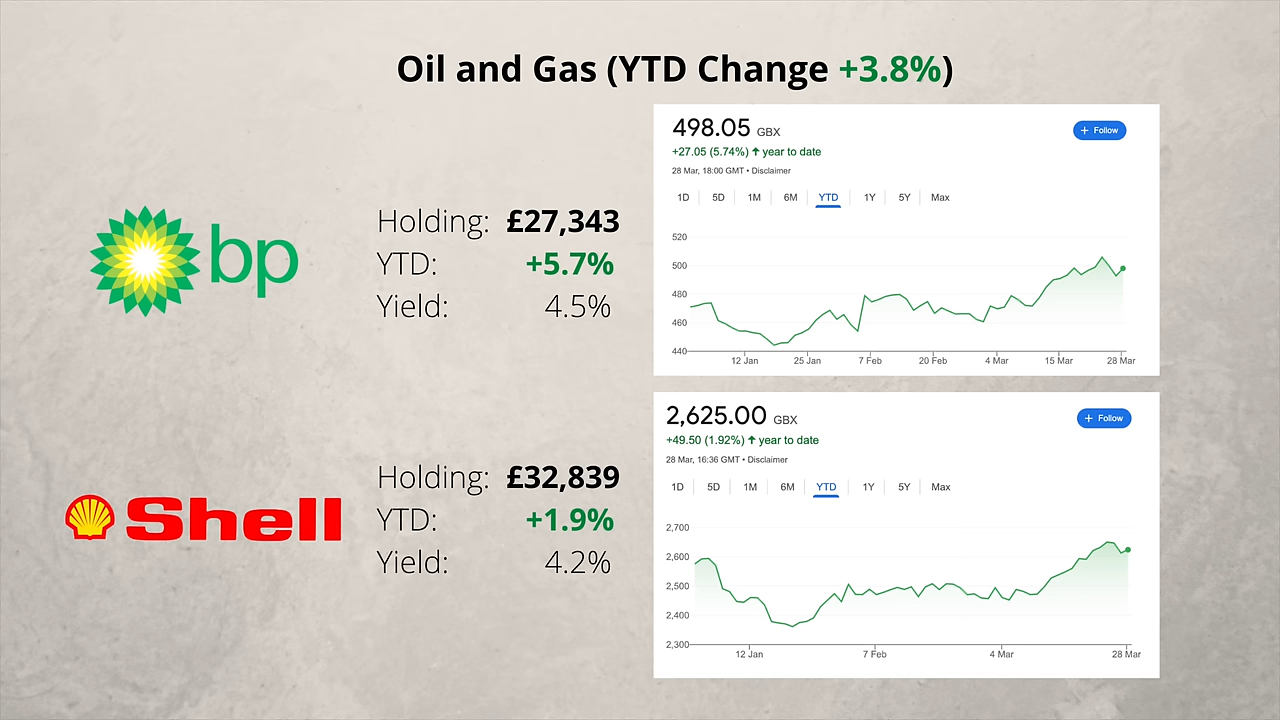 Oil and Gas (YTD Change +3.8%)
bp
Holding: £27,343
YTD: +5.7%
Yield: 4.5%
498.05 GBX
+ Follow
+27.05 (5.74%) ↑ year to date
28 Mar, 18:00 GMT • Disclaimer
1D 5D 1M 6M YTD 1Y 5Y Max
520
500
480
460
440
12 Jan 25 Jan 7 Feb 20 Feb 4 Mar 15 Mar 28 Mar
Shell
Holding: £32,839
YTD: +1.9%
Yield: 4.2%
2,625.00 GBX
+ Follow
+49.50 (1.92%) ↑ year to date
28 Mar, 16:36 GMT • Disclaimer
1D 5D 1M 6M YTD 1Y 5Y Max
2,700
2,600
2,500
2,400
2,300
12 Jan 7 Feb 4 Mar 28 Mar